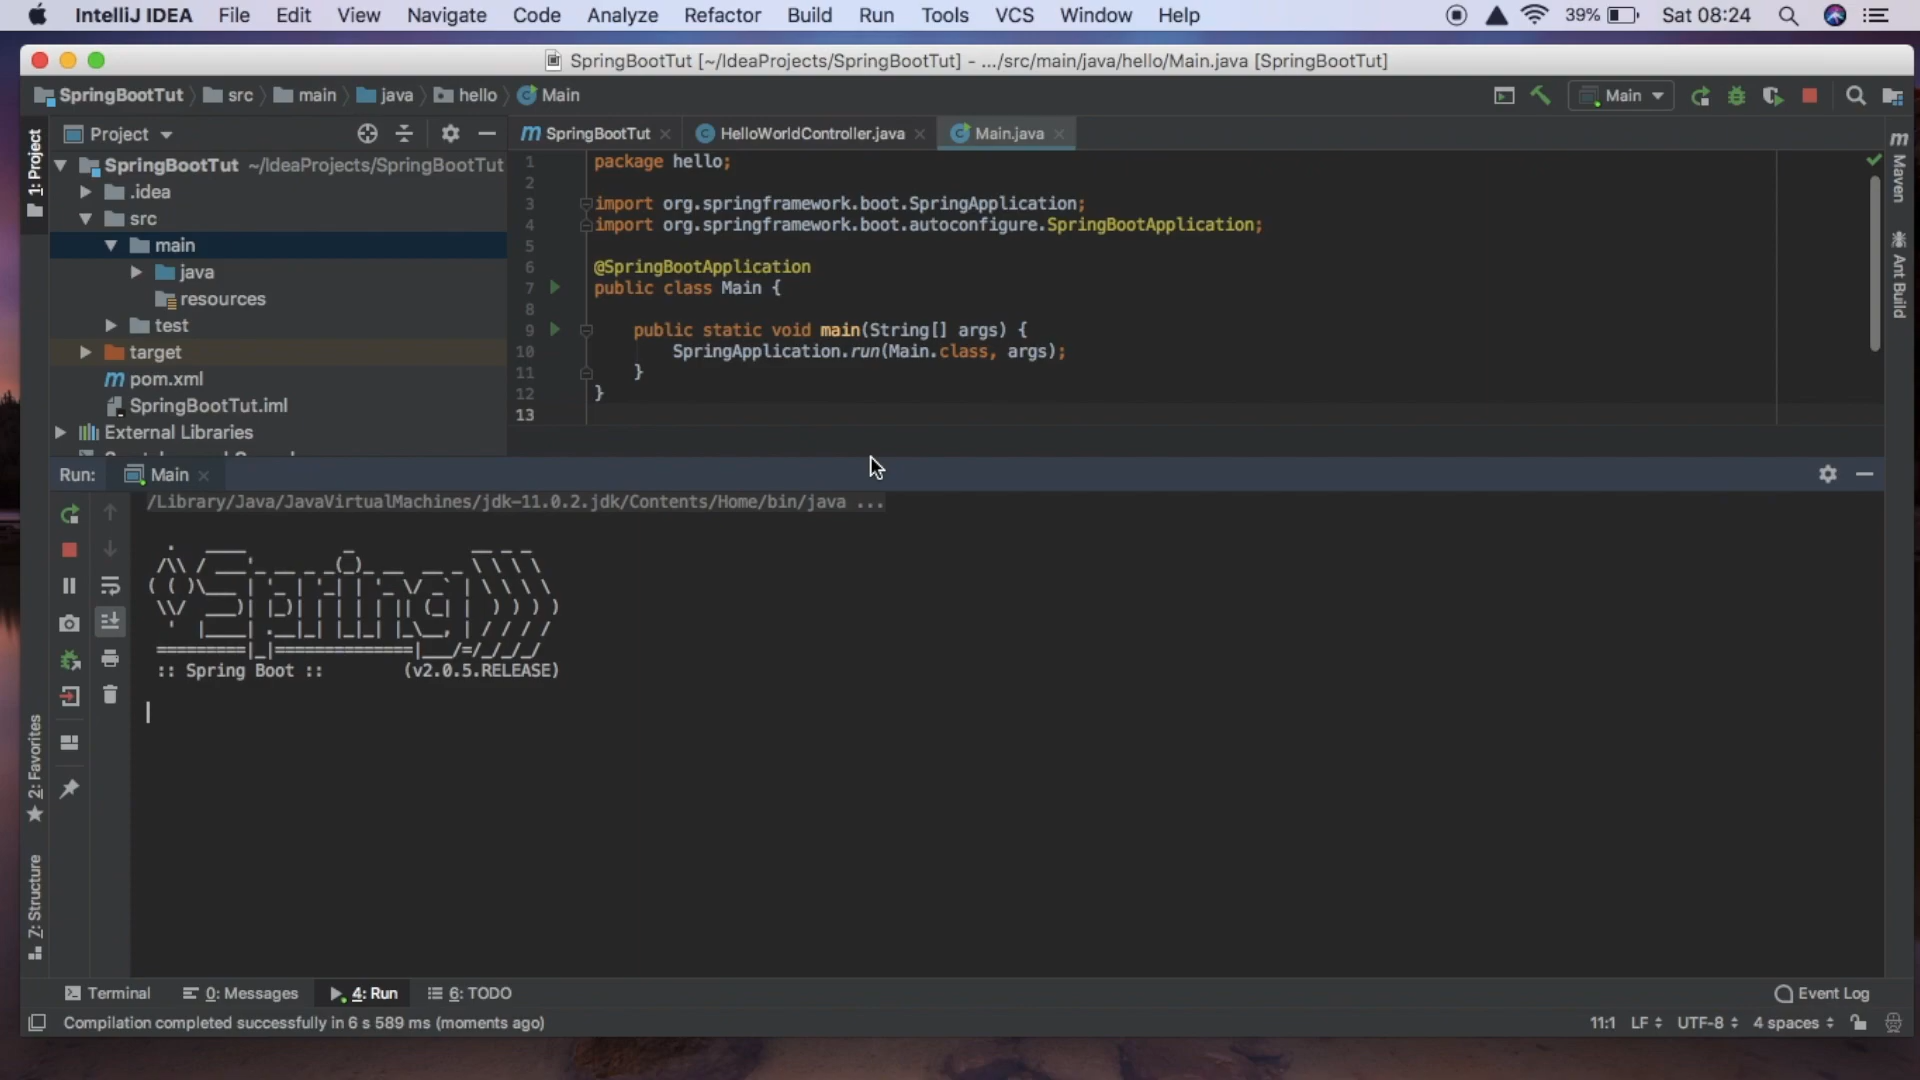 IntelliJ IDEA File Edit View Navigate Code Analyze Refactor Build Run Tools VCS Window Help 39% Sat 08:24
SpringBootTut [~/IdeaProjects/SpringBootTut] - .../src/main/java/hello/Main.java [SpringBootTut]
SpringBootTut src main java hello Main Main
Project SpringBootTut HelloWorldController.java Main.java
1: Project
SpringBootTut ~/IdeaProjects/SpringBootTut
.idea
src
main
java
resources
test
target
pom.xml
SpringBootTut.iml
External Libraries
1 package hello;
2
3 import org.springframework.boot.SpringApplication;
4 import org.springframework.boot.autoconfigure.SpringBootApplication;
5
6 @SpringBootApplication
7 public class Main {
8
9 public static void main(String[] args) {
10 SpringApplication.run(Main.class, args);
11 }
12 }
13
Maven
Ant Build
Run: Main
/Library/Java/JavaVirtualMachines/jdk-11.0.2.jdk/Contents/Home/bin/java ...
Spring
:: Spring Boot :: (v2.0.5.RELEASE)
2: Favorites
7: Structure
Terminal 0: Messages 4: Run 6: TODO Event Log
Compilation completed successfully in 6 s 589 ms (moments ago) 11:1 LF UTF-8 4 spaces